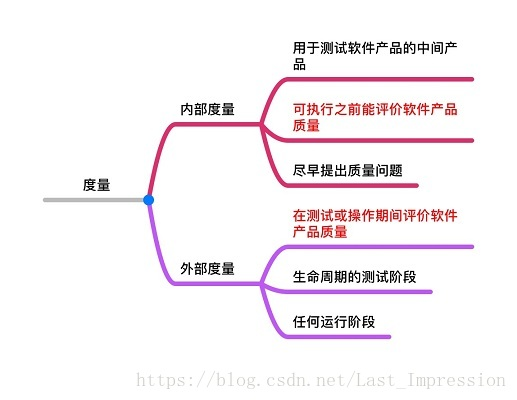 用于测试软件产品的中间产
品
内部度量
可执行之前能评价软件产品
质量
尽早提出质量问题
度量
在测试或操作期间评价软件
产品质量
外部度量
生命周期的测试阶段
任何运行阶段
https://blog.csdn.net/Last_Impression